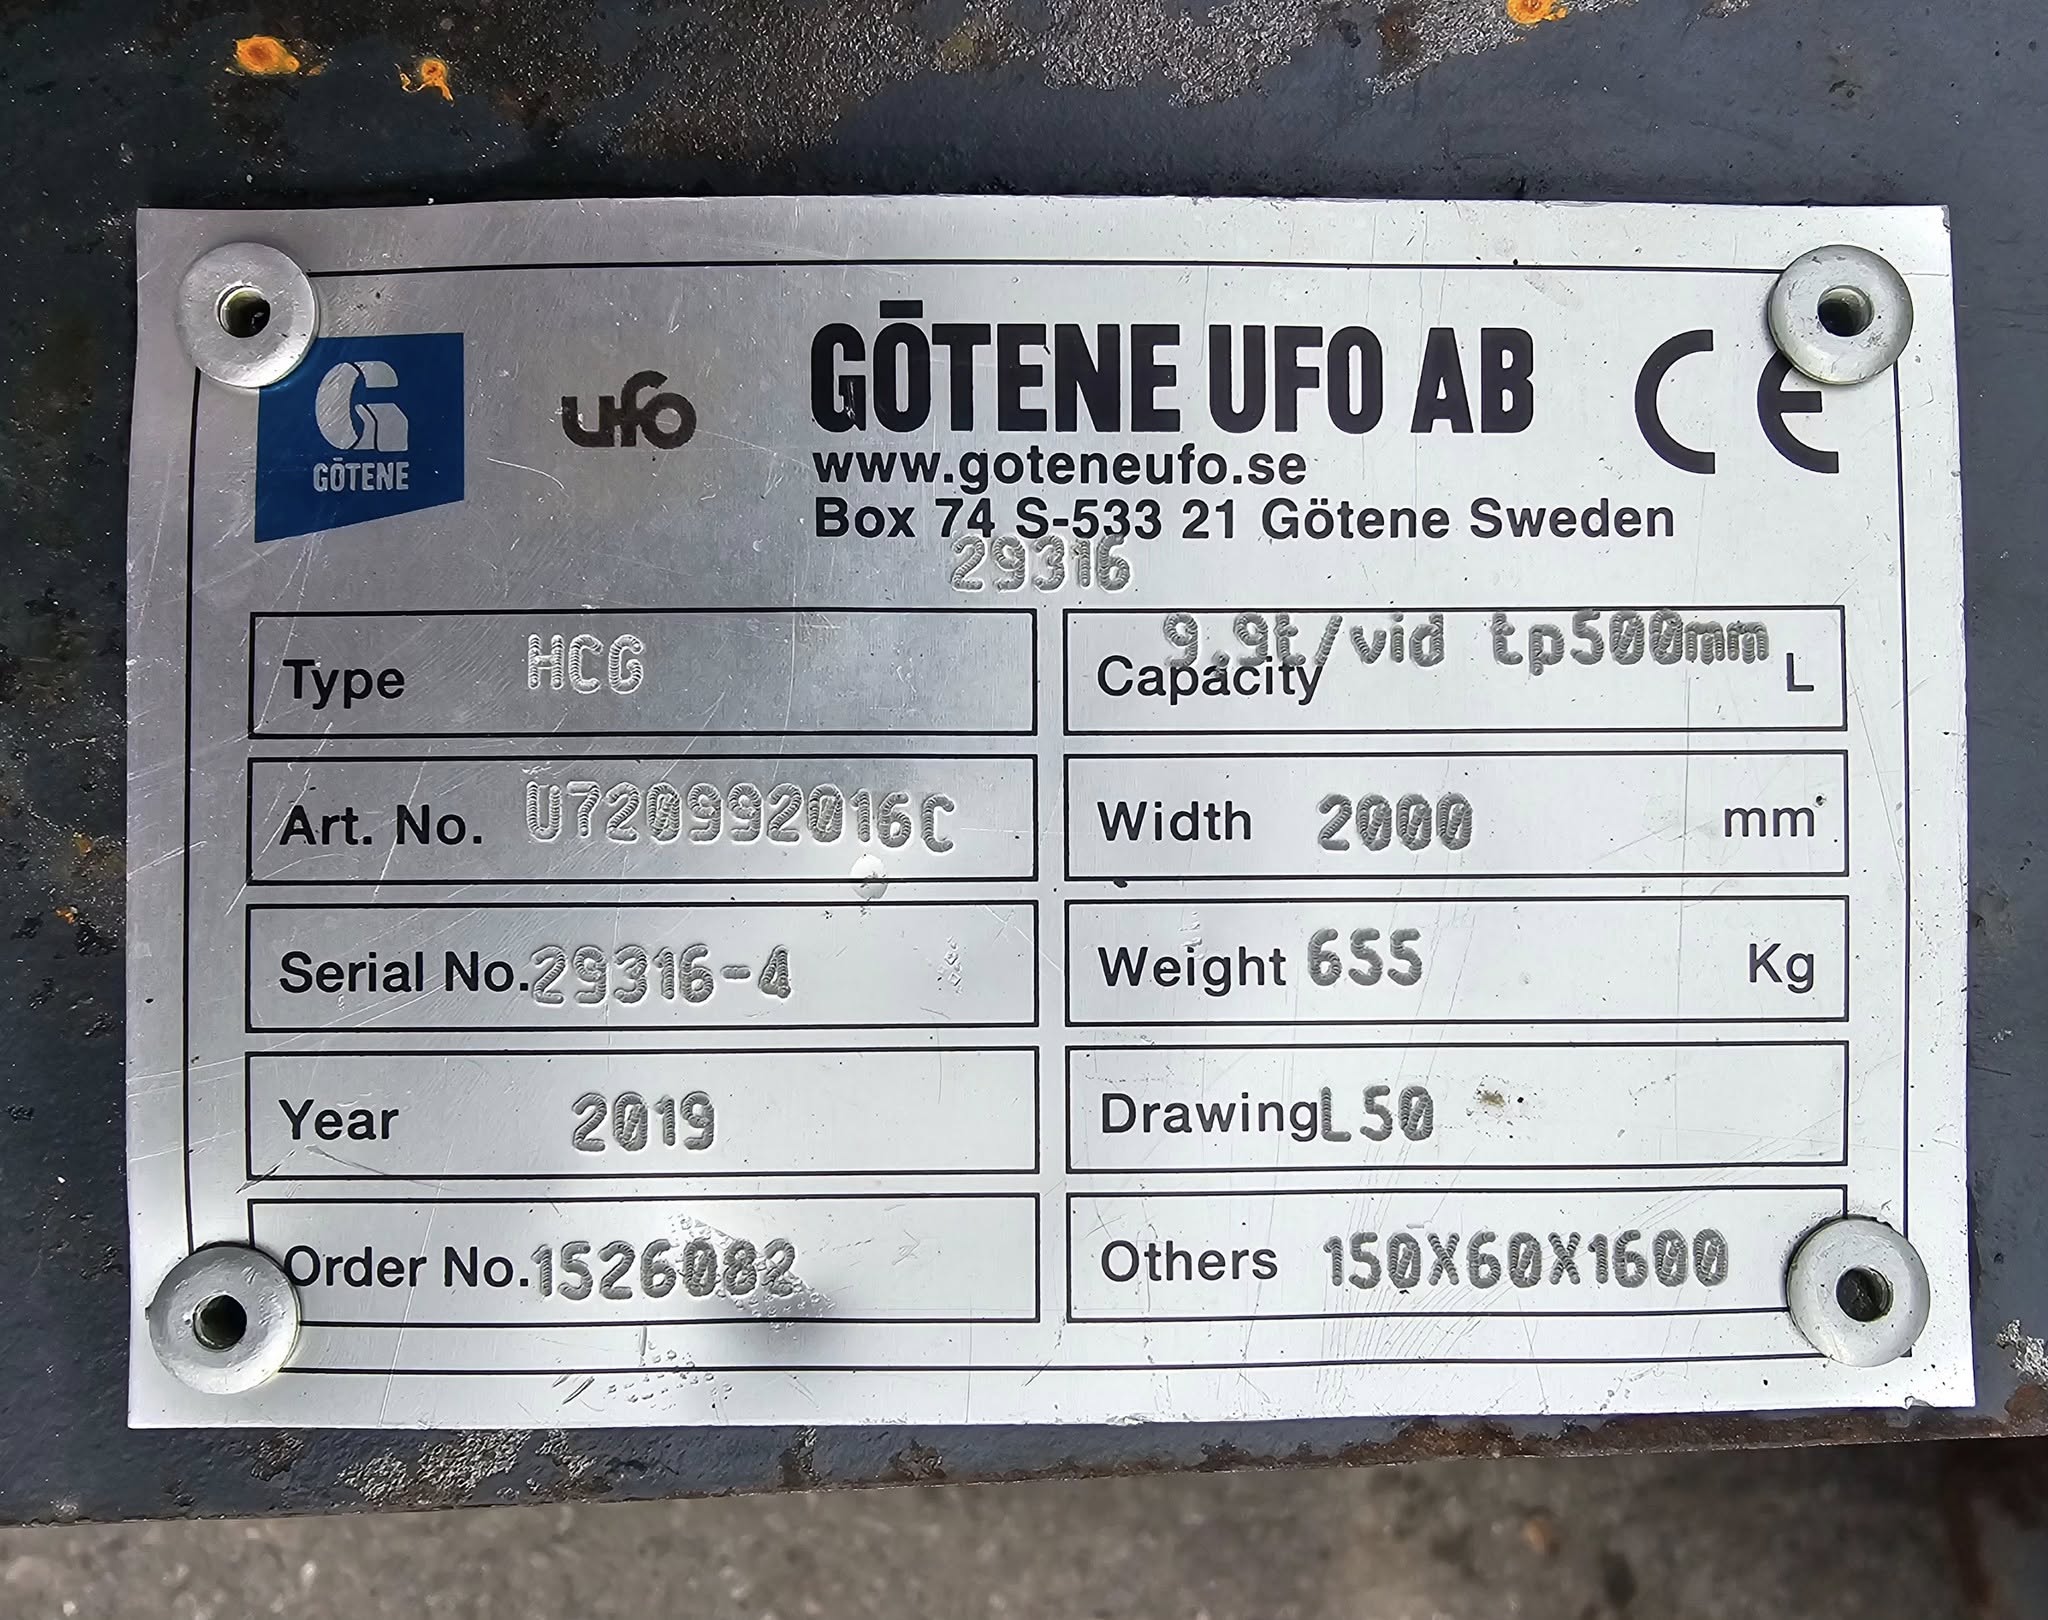 GÖTENE
ufo
GÖTENE UFO AB
CE
www.goteneufo.se
Box 74 S-533 21 Götene Sweden
29316
Type HCG
Capacity 9,9t/vid tp500mm L
Art. No. U720992016C
Width 2000 mm
Serial No. 29316-4
Weight 655 Kg
Year 2019
Drawing L50
Order No. 1526082
Others 150X60X1600